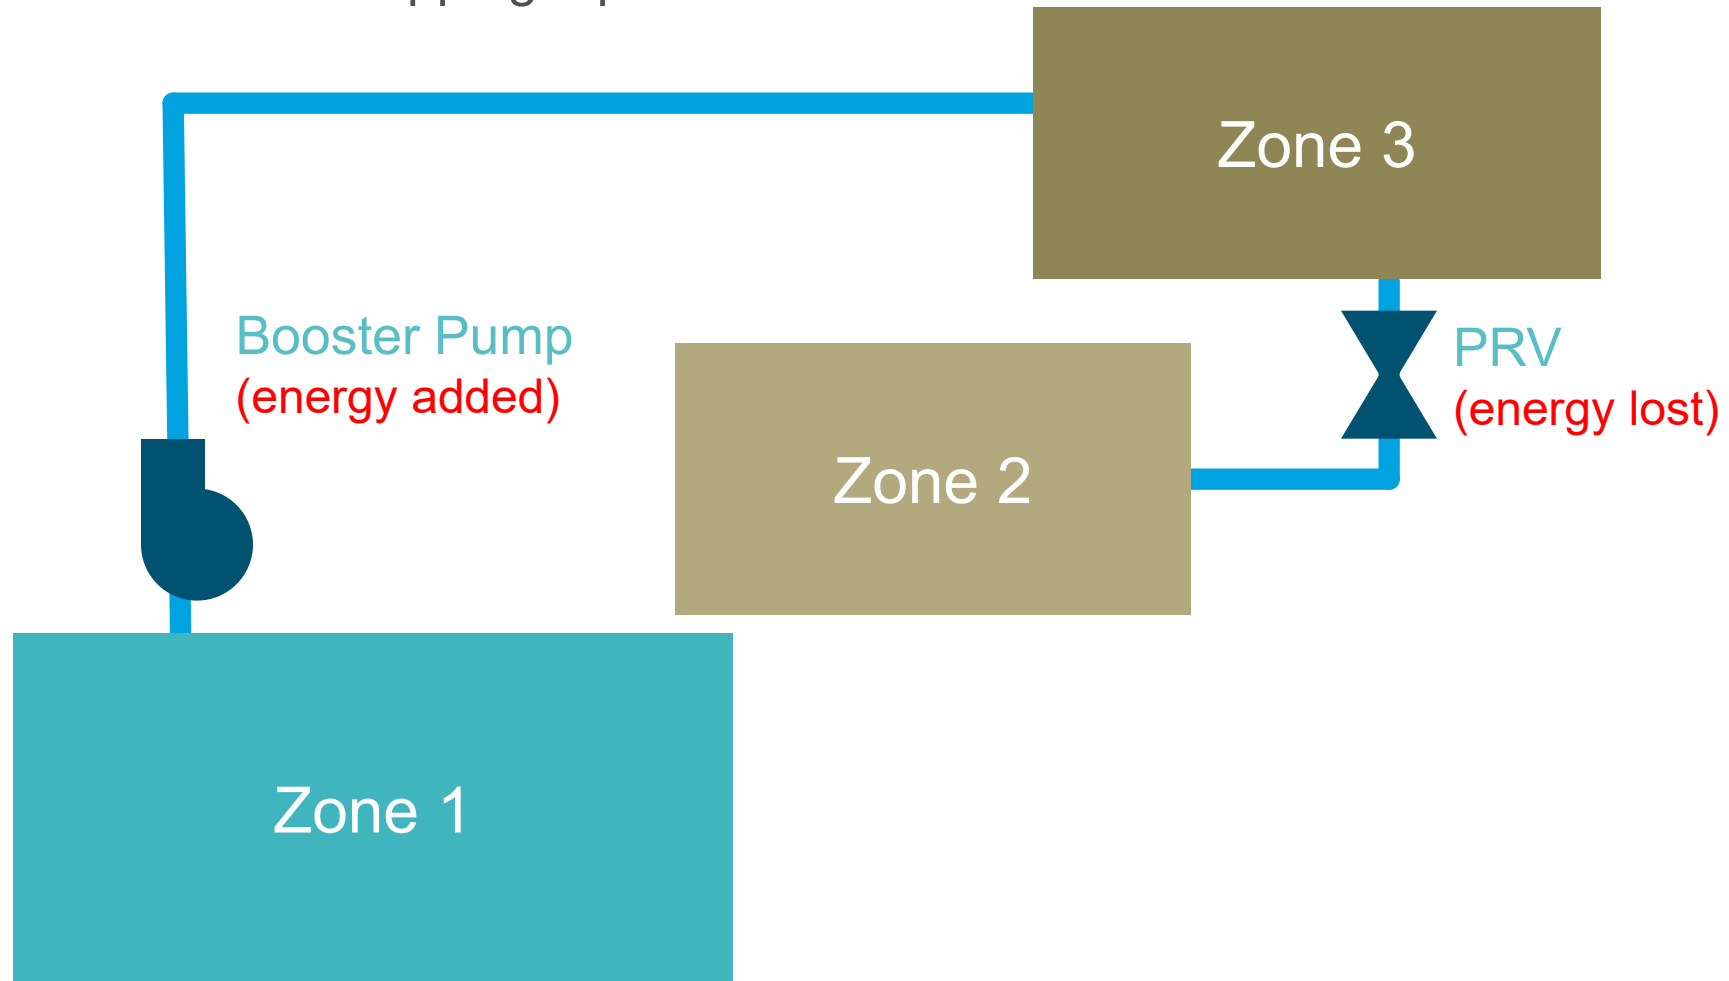 Zone 3
Booster Pump
(energy added)
PRV
(energy lost)
Zone 2
Zone 1